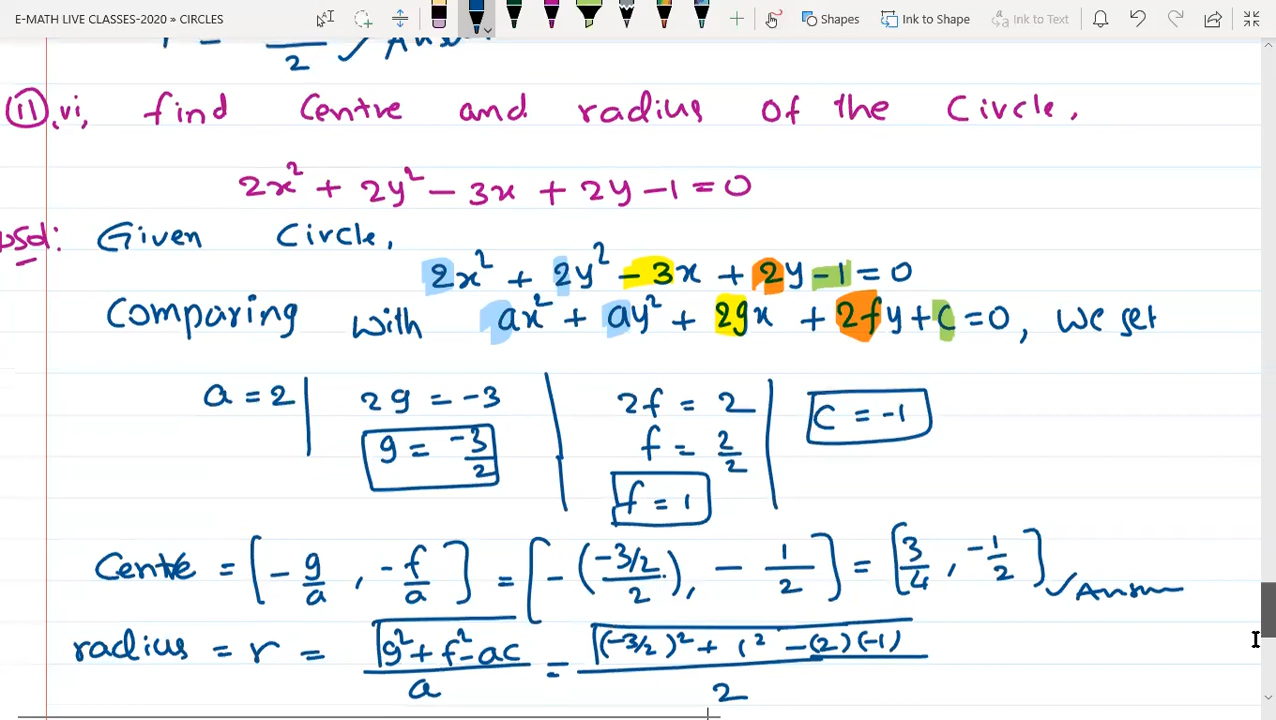 E-MATH LIVE CLASSES-2020 » CIRCLES
Shapes Ink to Shape Ink to Text
r = /2 ✓ Ans
(ii).vi, find Centre and radius of the Circle,
2x² + 2y² - 3x + 2y - 1 = 0
Given Circle,
2x² + 2y² - 3x + 2y - 1 = 0
Comparing with ax² + ay² + 2gx + 2fy + c = 0, we get
a = 2 | 2g = -3 | 2f = 2 | c = -1
g = -3/2 f = 2/2
f = 1
Centre = [-g/a, -f/a] = [-(-3/2/2), -1/2] = [3/4, -1/2] ✓ Answer
radius = r = √(g² + f² - ac)/a = √((-3/2)² + 1² - (2)(-1))/2